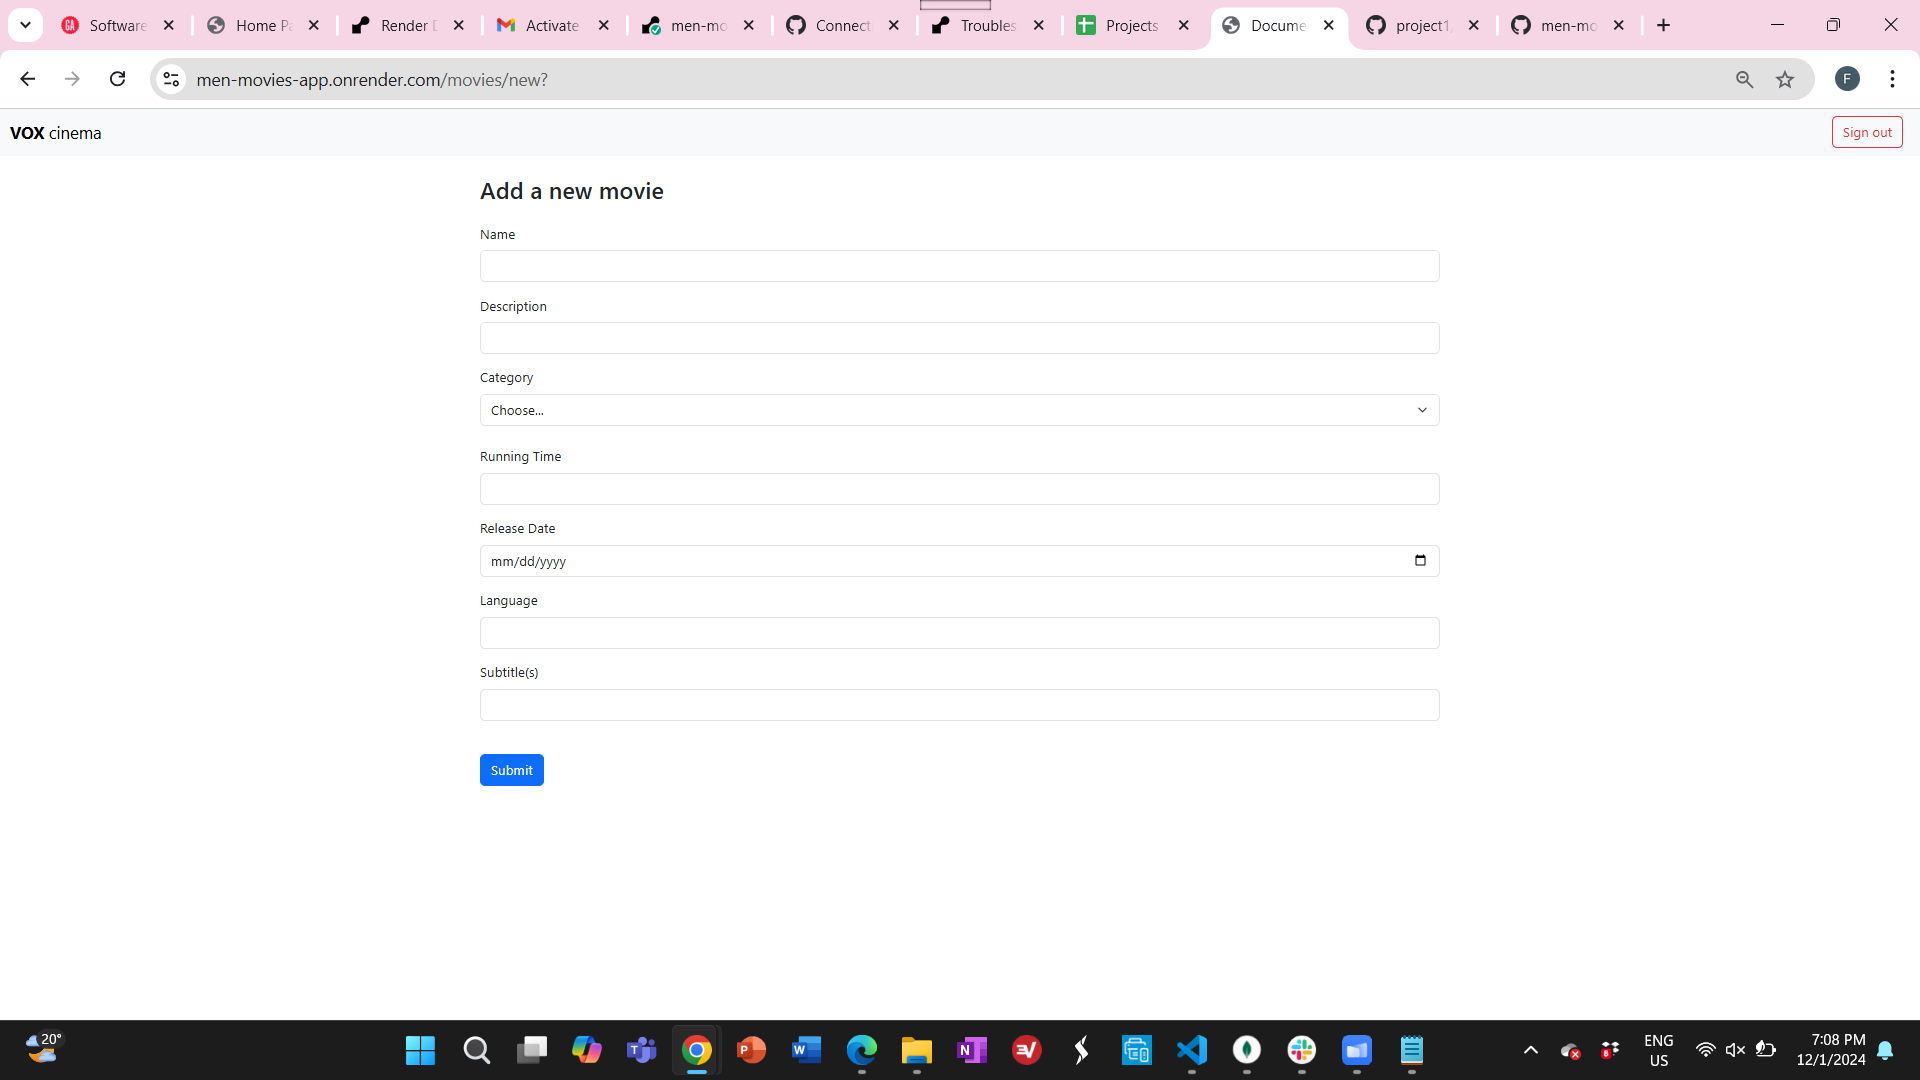 Software
Home Pa
Render D
Activate
men-mo
Connect
Troubles
Projects
Docume
project1
men-mo
men-movies-app.onrender.com/movies/new?
F
VOX cinema
Sign out
Add a new movie
Name
Description
Category
Choose...
Running Time
Release Date
mm/dd/yyyy
Language
Subtitle(s)
Submit
20°
ENG
US
7:08 PM
12/1/2024